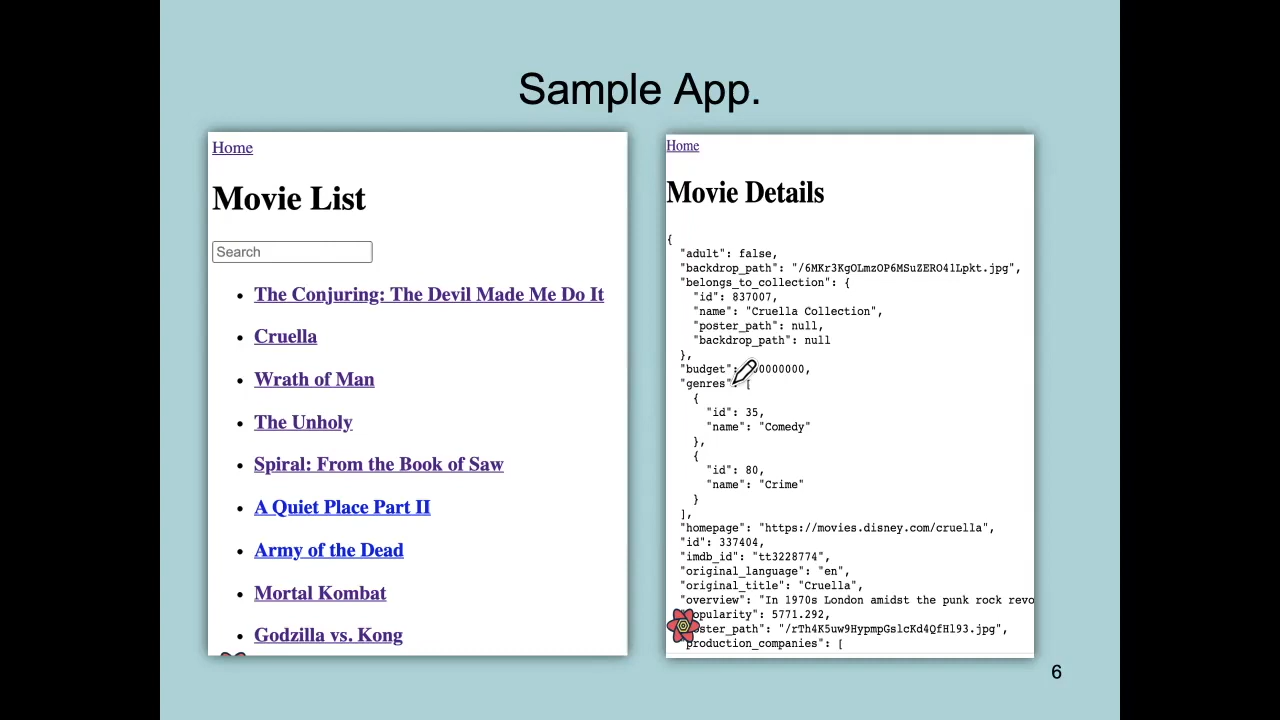 Sample App.
Home
Movie List
Search
• The Conjuring: The Devil Made Me Do It
• Cruella
• Wrath of Man
• The Unholy
• Spiral: From the Book of Saw
• A Quiet Place Part II
• Army of the Dead
• Mortal Kombat
• Godzilla vs. Kong
Home
Movie Details
{
"adult": false,
"backdrop_path": "/6MKr3KgOLmzOP6MSuZERO41Lpkt.jpg",
"belongs_to_collection": {
"id": 837007,
"name": "Cruella Collection",
"poster_path": null,
"backdrop_path": null
},
"budget": 0000000,
"genres": [
{
"id": 35,
"name": "Comedy"
},
{
"id": 80,
"name": "Crime"
}
],
"homepage": "https://movies.disney.com/cruella",
"id": 337404,
"imdb_id": "tt3228774",
"original_language": "en",
"original_title": "Cruella",
"overview": "In 1970s London amidst the punk rock revo
opularity": 5771.292,
ster_path": "/rTh4K5uw9HypmpGslcKd4QfHl93.jpg",
"production_companies": [
6